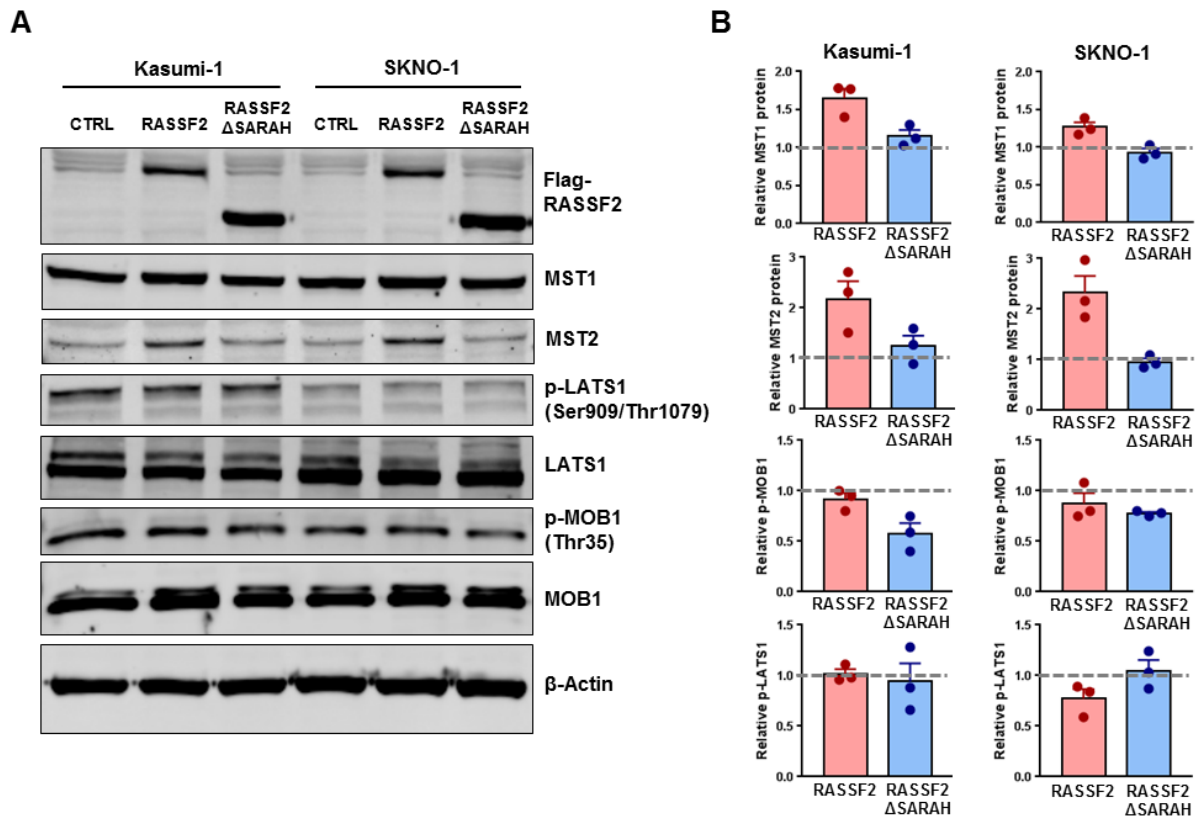 A
Kasumi-1
SKNO-1
CTRL
RASSF2
RASSF2
ΔSARAH
CTRL
RASSF2
RASSF2
ΔSARAH
Flag-
RASSF2
MST1
MST2
p-LATS1
(Ser909/Thr1079)
LATS1
p-MOB1
(Thr35)
MOB1
β-Actin
B
Kasumi-1
SKNO-1
Relative MST1 protein
2.0
1.5
1.0
0.5
0.0
RASSF2
RASSF2
ΔSARAH
Relative MST1 protein
2.0
1.5
1.0
0.5
0.0
RASSF2
RASSF2
ΔSARAH
Relative MST2 protein
3
2
1
0
RASSF2
RASSF2
ΔSARAH
Relative MST2 protein
3
2
1
0
RASSF2
RASSF2
ΔSARAH
Relative p-MOB1
1.5
1.0
0.5
0.0
RASSF2
RASSF2
ΔSARAH
Relative p-MOB1
1.5
1.0
0.5
0.0
RASSF2
RASSF2
ΔSARAH
Relative p-LATS1
1.5
1.0
0.5
0.0
RASSF2
RASSF2
ΔSARAH
Relative p-LATS1
1.5
1.0
0.5
0.0
RASSF2
RASSF2
ΔSARAH